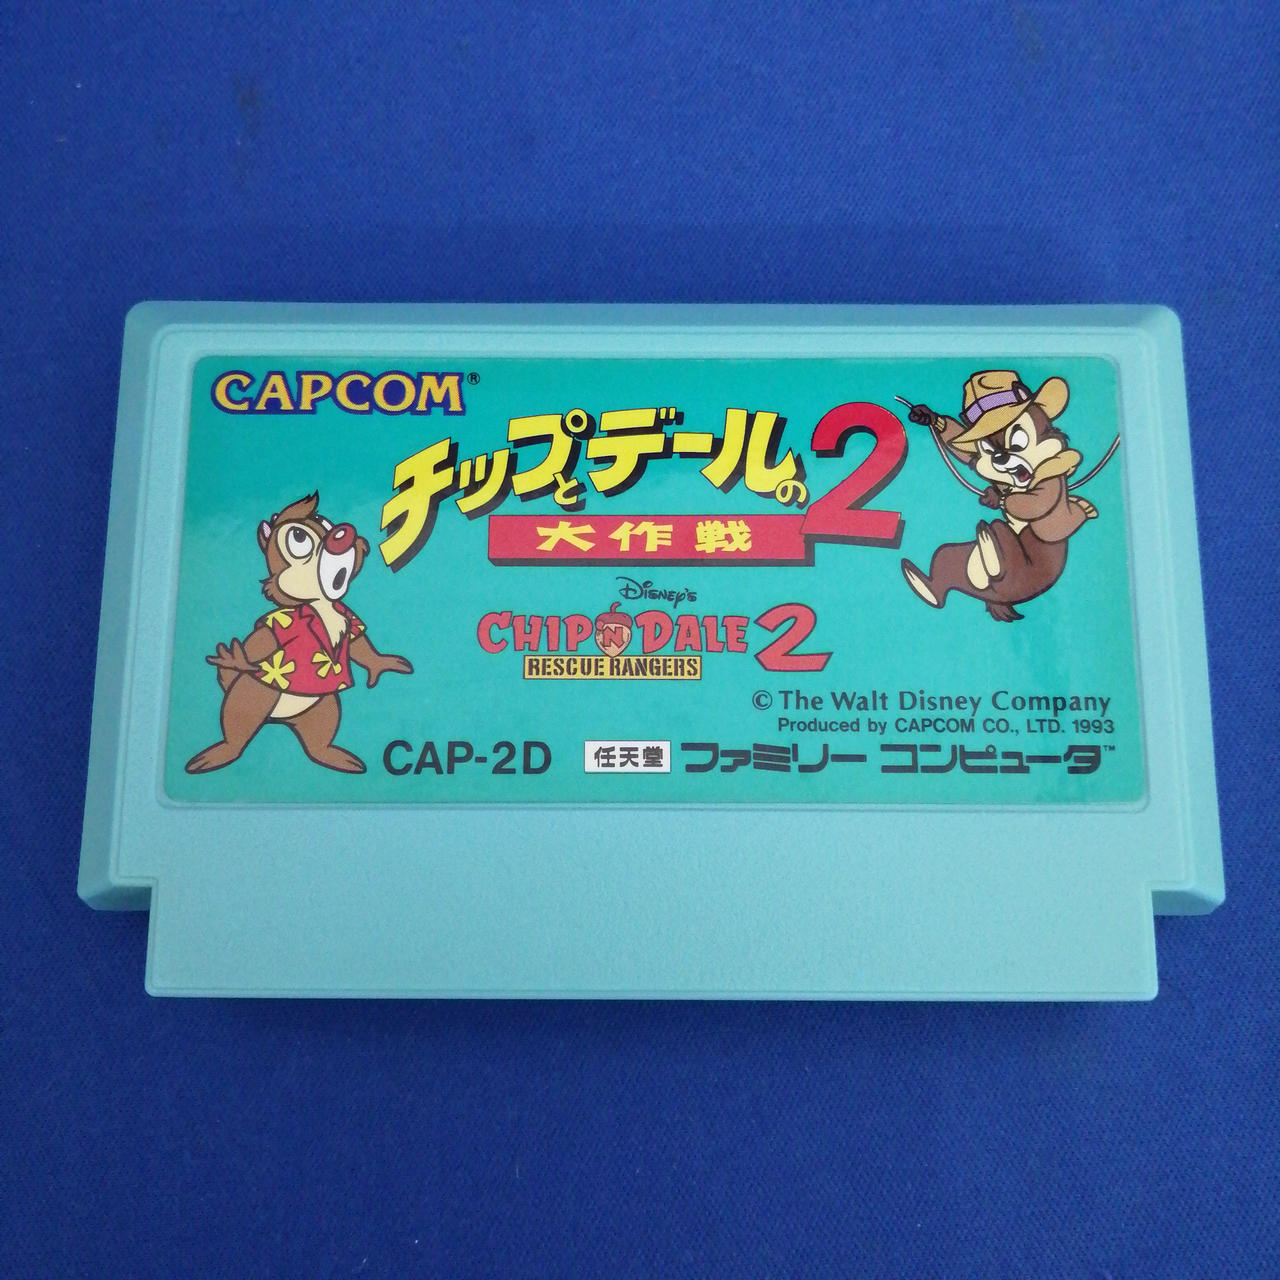 CAPCOM®
チップとデールの2
大作戦
DISNEY'S
CHIP 'N DALE 2
RESCUE RANGERS
© The Walt Disney Company
Produced by CAPCOM CO., LTD. 1993
CAP-2D 任天堂 ファミリー コンピュータ™